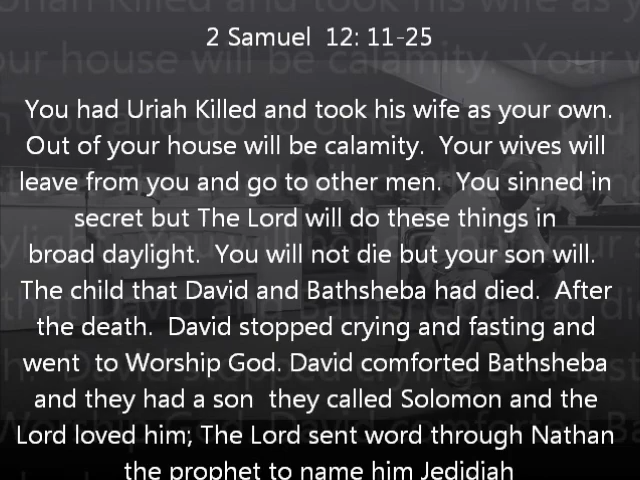 2 Samuel 12: 11-25
You had Uriah Killed and took his wife as your own.
Out of your house will be calamity. Your wives will
leave from you and go to other men. You sinned in
secret but The Lord will do these things in
broad daylight. You will not die but your son will.
The child that David and Bathsheba had died. After
the death. David stopped crying and fasting and
went to Worship God. David comforted Bathsheba
and they had a son they called Solomon and the
Lord loved him; The Lord sent word through Nathan
the prophet to name him Jedidiah